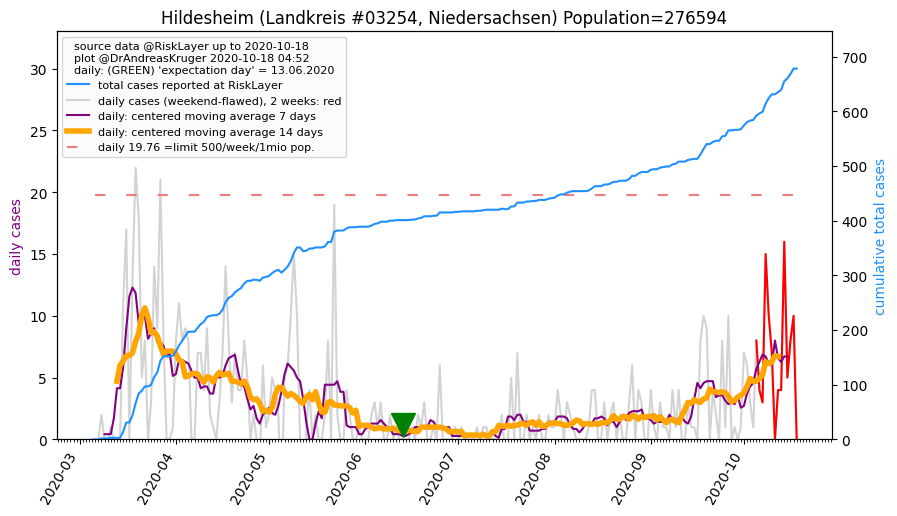 Hildesheim (Landkreis #03254, Niedersachsen) Population=276594
source data @RiskLayer up to 2020-10-18
plot @DrAndreasKruger 2020-10-18 04:52
daily: (GREEN) 'expectation day' = 13.06.2020
total cases reported at RiskLayer
daily cases (weekend-flawed), 2 weeks: red
daily: centered moving average 7 days
daily: centered moving average 14 days
daily 19.76 =limit 500/week/1mio pop.
daily cases
30
25
20
15
10
5
0
700
600
500
400
300
200
100
0
cumulative total cases
2020-03
2020-04
2020-05
2020-06
2020-07
2020-08
2020-09
2020-10